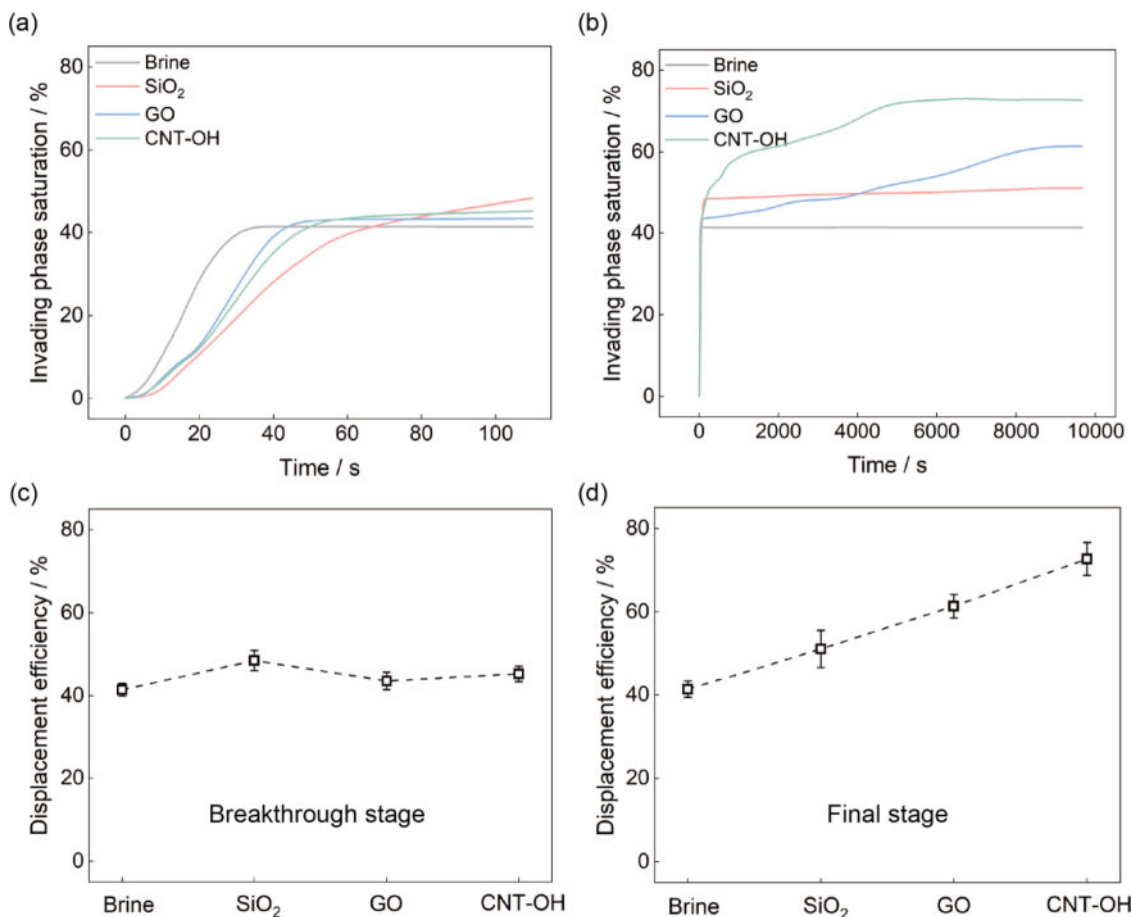 (a)
Invading phase saturation / %
80
60
40
20
0
Brine
SiO₂
GO
CNT-OH
0 20 40 60 80 100
Time / s
(b)
Invading phase saturation / %
80
60
40
20
0
Brine
SiO₂
GO
CNT-OH
0 2000 4000 6000 8000 10000
Time / s
(c)
Displacement efficiency / %
80
60
40
20
0
Breakthrough stage
Brine SiO₂ GO CNT-OH
(d)
Displacement efficiency / %
80
60
40
20
0
Final stage
Brine SiO₂ GO CNT-OH